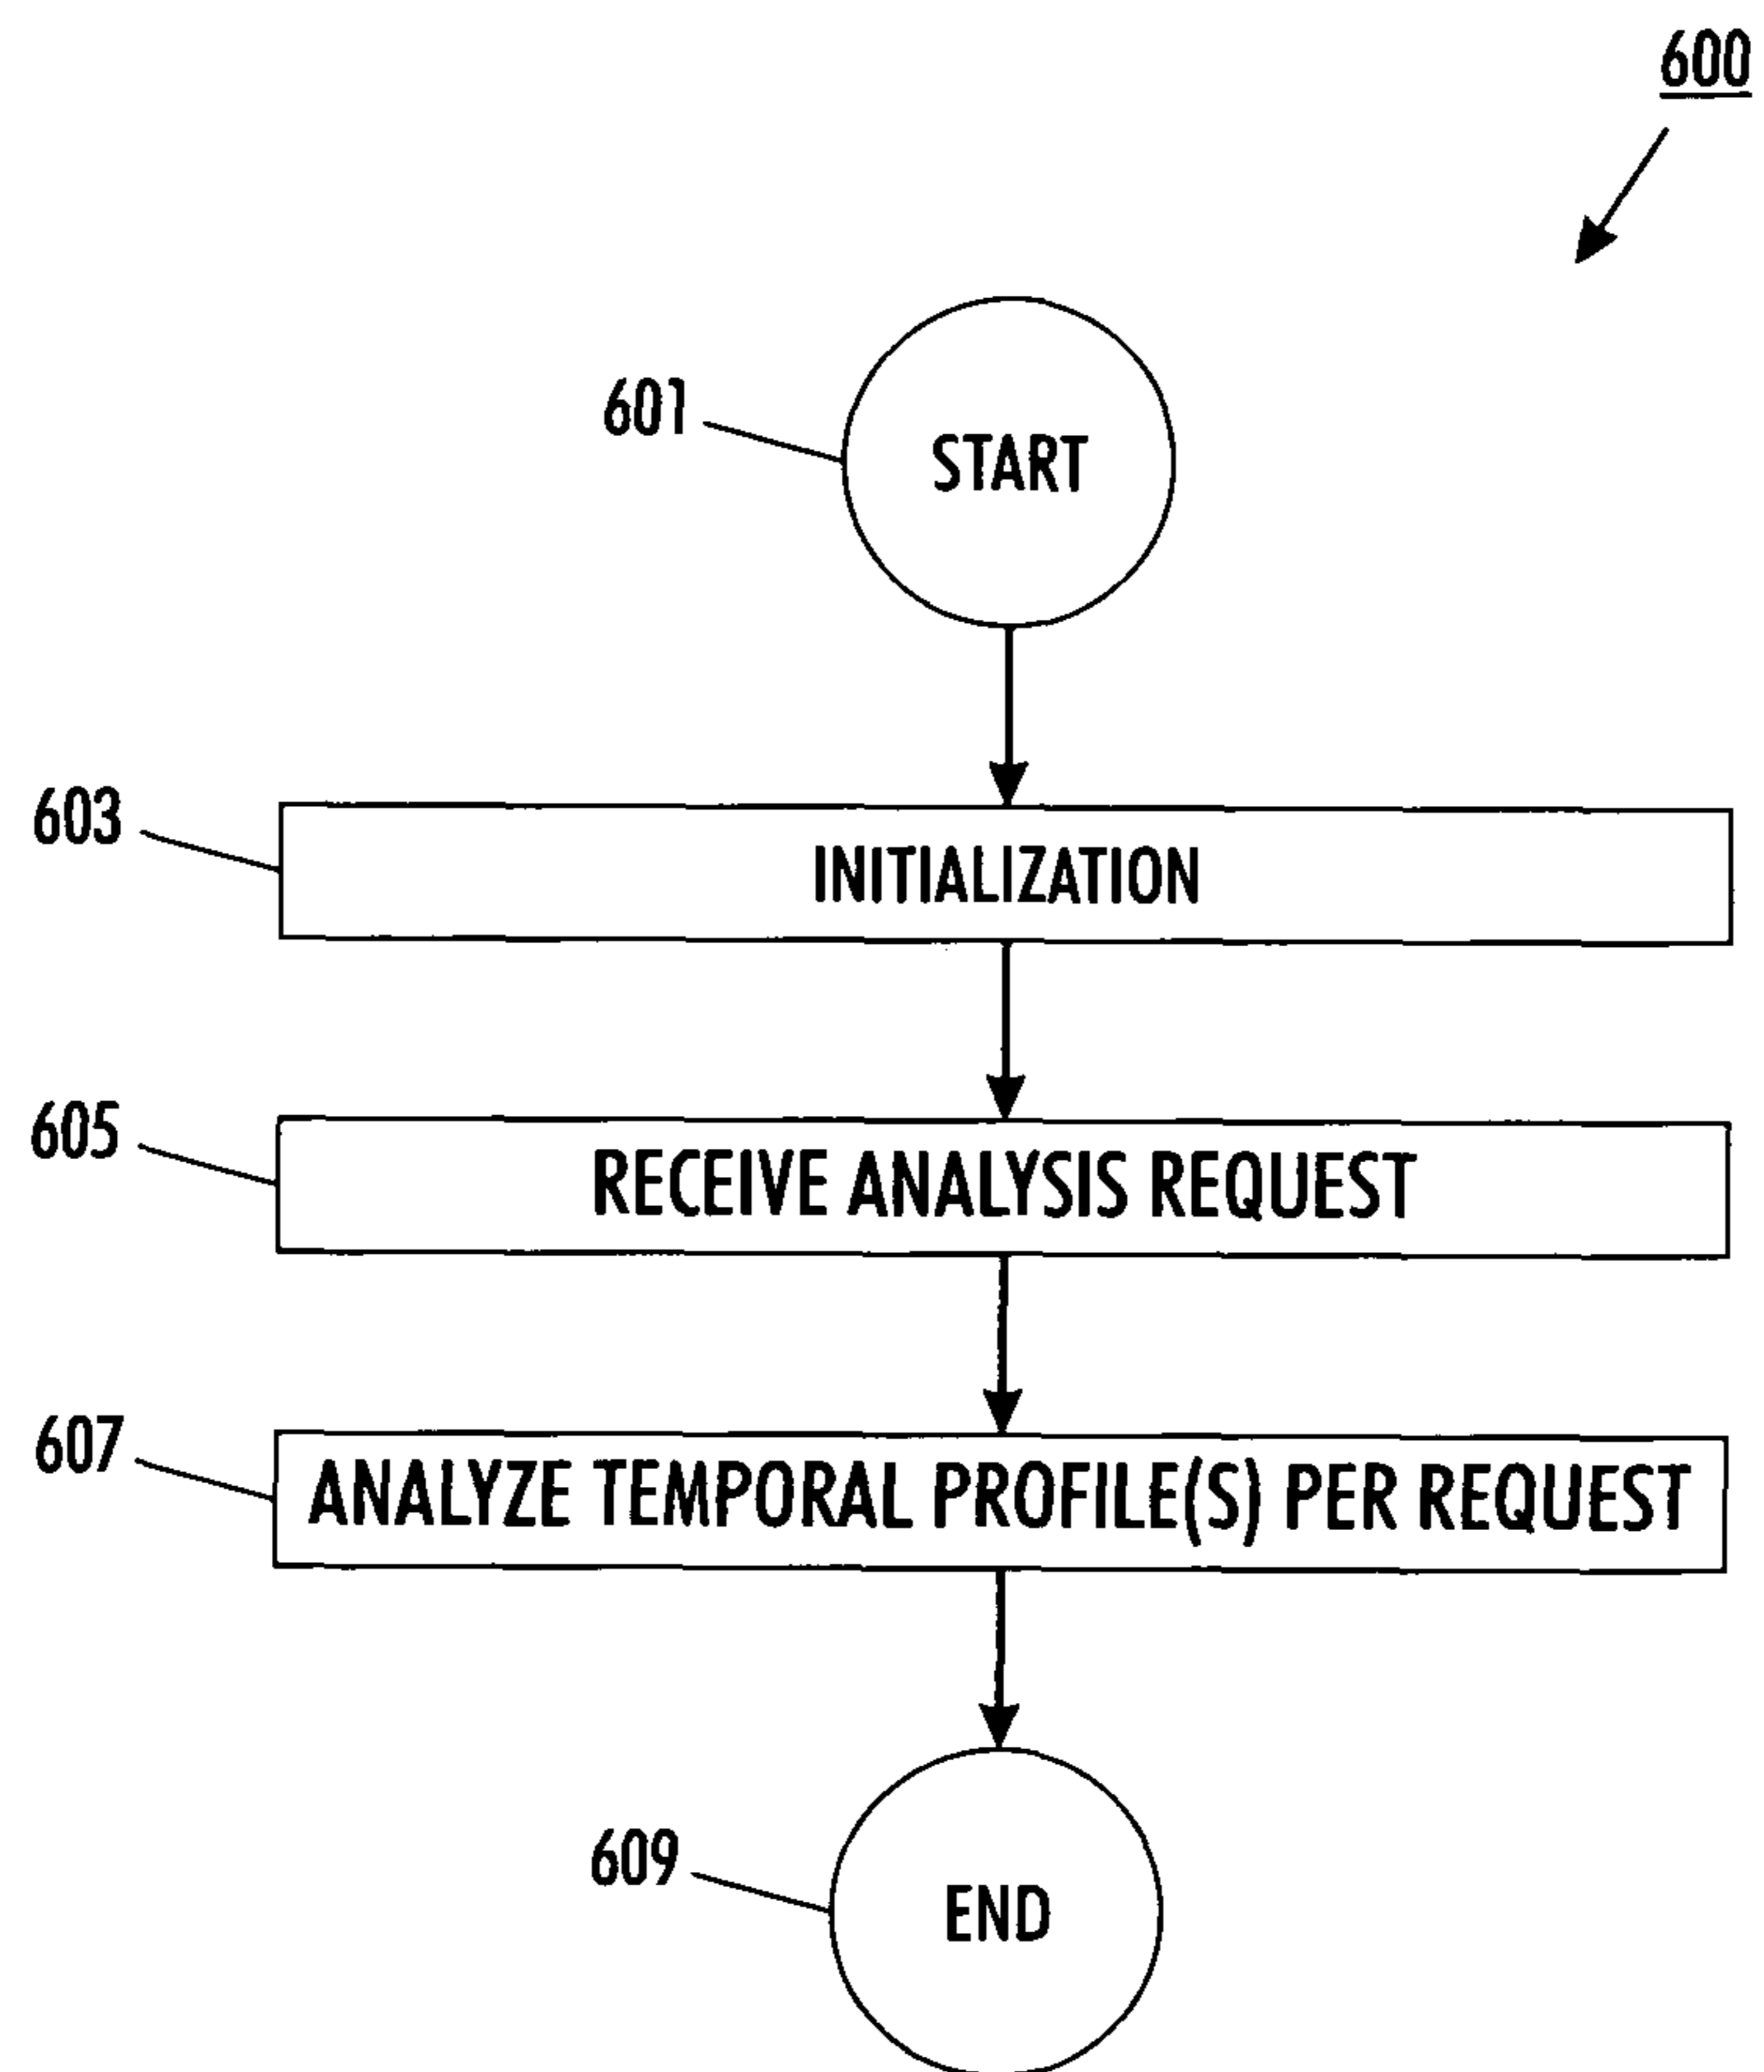 600
601
START
603
INITIALIZATION
605
RECEIVE ANALYSIS REQUEST
607
ANALYZE TEMPORAL PROFILE(S) PER REQUEST
609
END